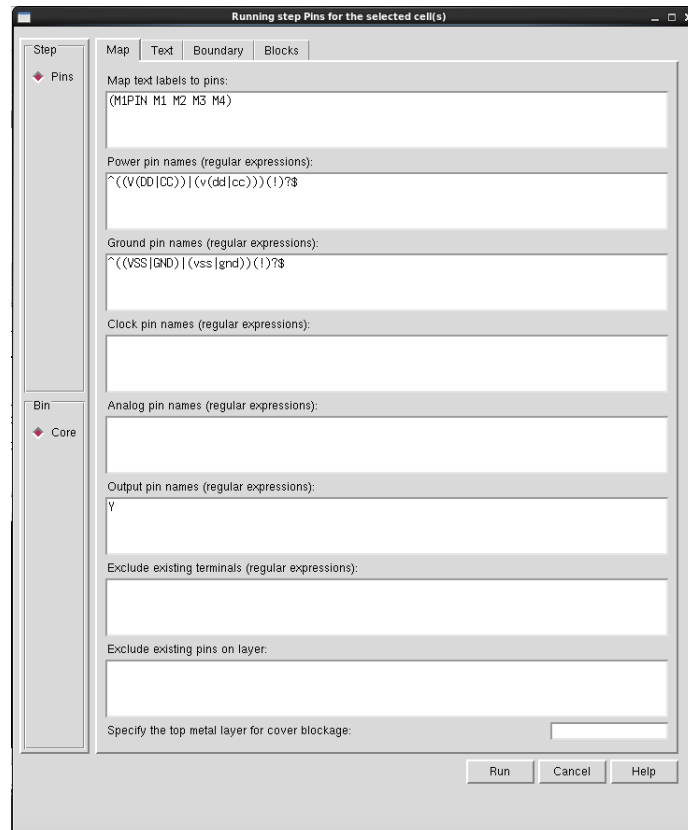 Running step Pins for the selected cell(s)
Step
Pins
Map Text Boundary Blocks
Map text labels to pins:
(M1PIN M1 M2 M3 M4)
Power pin names (regular expressions):
^((V(DD|CC))|(v(dd|cc)))(!)?$
Ground pin names (regular expressions):
^((VSS|GND)|(vss|gnd))(!)?$
Clock pin names (regular expressions):
Bin
Core
Analog pin names (regular expressions):
Output pin names (regular expressions):
Y
Exclude existing terminals (regular expressions):
Exclude existing pins on layer:
Specify the top metal layer for cover blockage:
Run Cancel Help